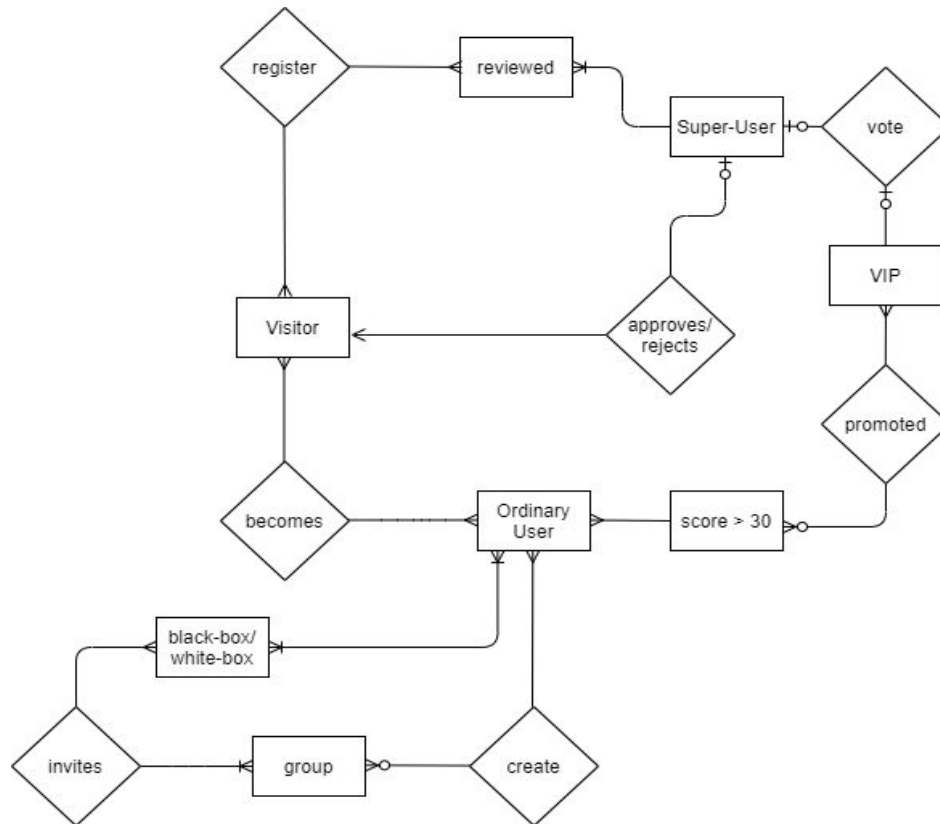 register
reviewed
Super-User
vote
VIP
Visitor
approves/
rejects
promoted
becomes
Ordinary
User
score > 30
black-box/
white-box
invites
group
create